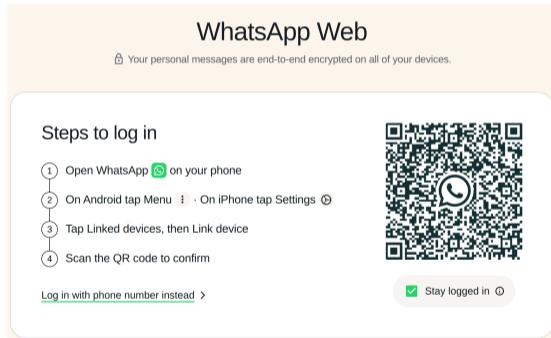 WhatsApp Web
Your personal messages are end-to-end encrypted on all of your devices.
Steps to log in
1 Open WhatsApp on your phone
2 On Android tap Menu · On iPhone tap Settings
3 Tap Linked devices, then Link device
4 Scan the QR code to confirm
Log in with phone number instead
Stay logged in